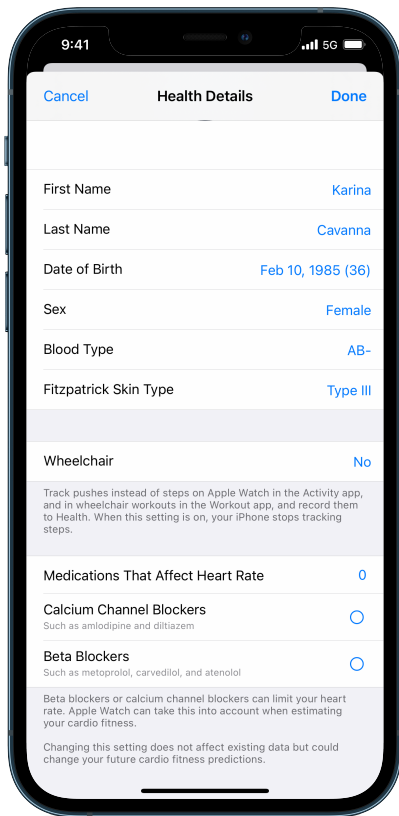 9:41 5G
Cancel Health Details Done
First Name Karina
Last Name Cavanna
Date of Birth Feb 10, 1985 (36)
Sex Female
Blood Type AB-
Fitzpatrick Skin Type Type III
Wheelchair No
Track pushes instead of steps on Apple Watch in the Activity app,
and in wheelchair workouts in the Workout app, and record them
to Health. When this setting is on, your iPhone stops tracking
steps.
Medications That Affect Heart Rate 0
Calcium Channel Blockers
Such as amlodipine and diltiazem
Beta Blockers
Such as metoprolol, carvedilol, and atenolol
Beta blockers or calcium channel blockers can limit your heart
rate. Apple Watch can take this into account when estimating
your cardio fitness.
Changing this setting does not affect existing data but could
change your future cardio fitness predictions.